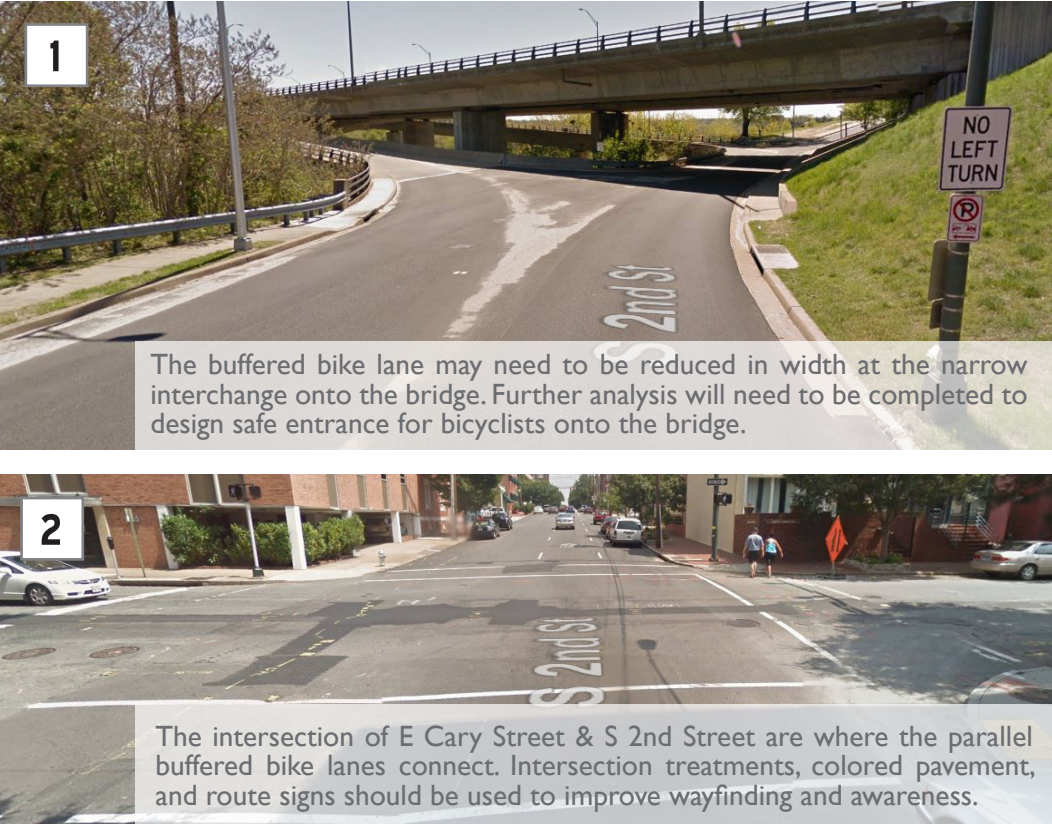 1
NO
LEFT
TURN
S 2nd St
The buffered bike lane may need to be reduced in width at the narrow
interchange onto the bridge. Further analysis will need to be completed to
design safe entrance for bicyclists onto the bridge.
2
S 2nd St
The intersection of E Cary Street & S 2nd Street are where the parallel
buffered bike lanes connect. Intersection treatments, colored pavement,
and route signs should be used to improve wayfinding and awareness.